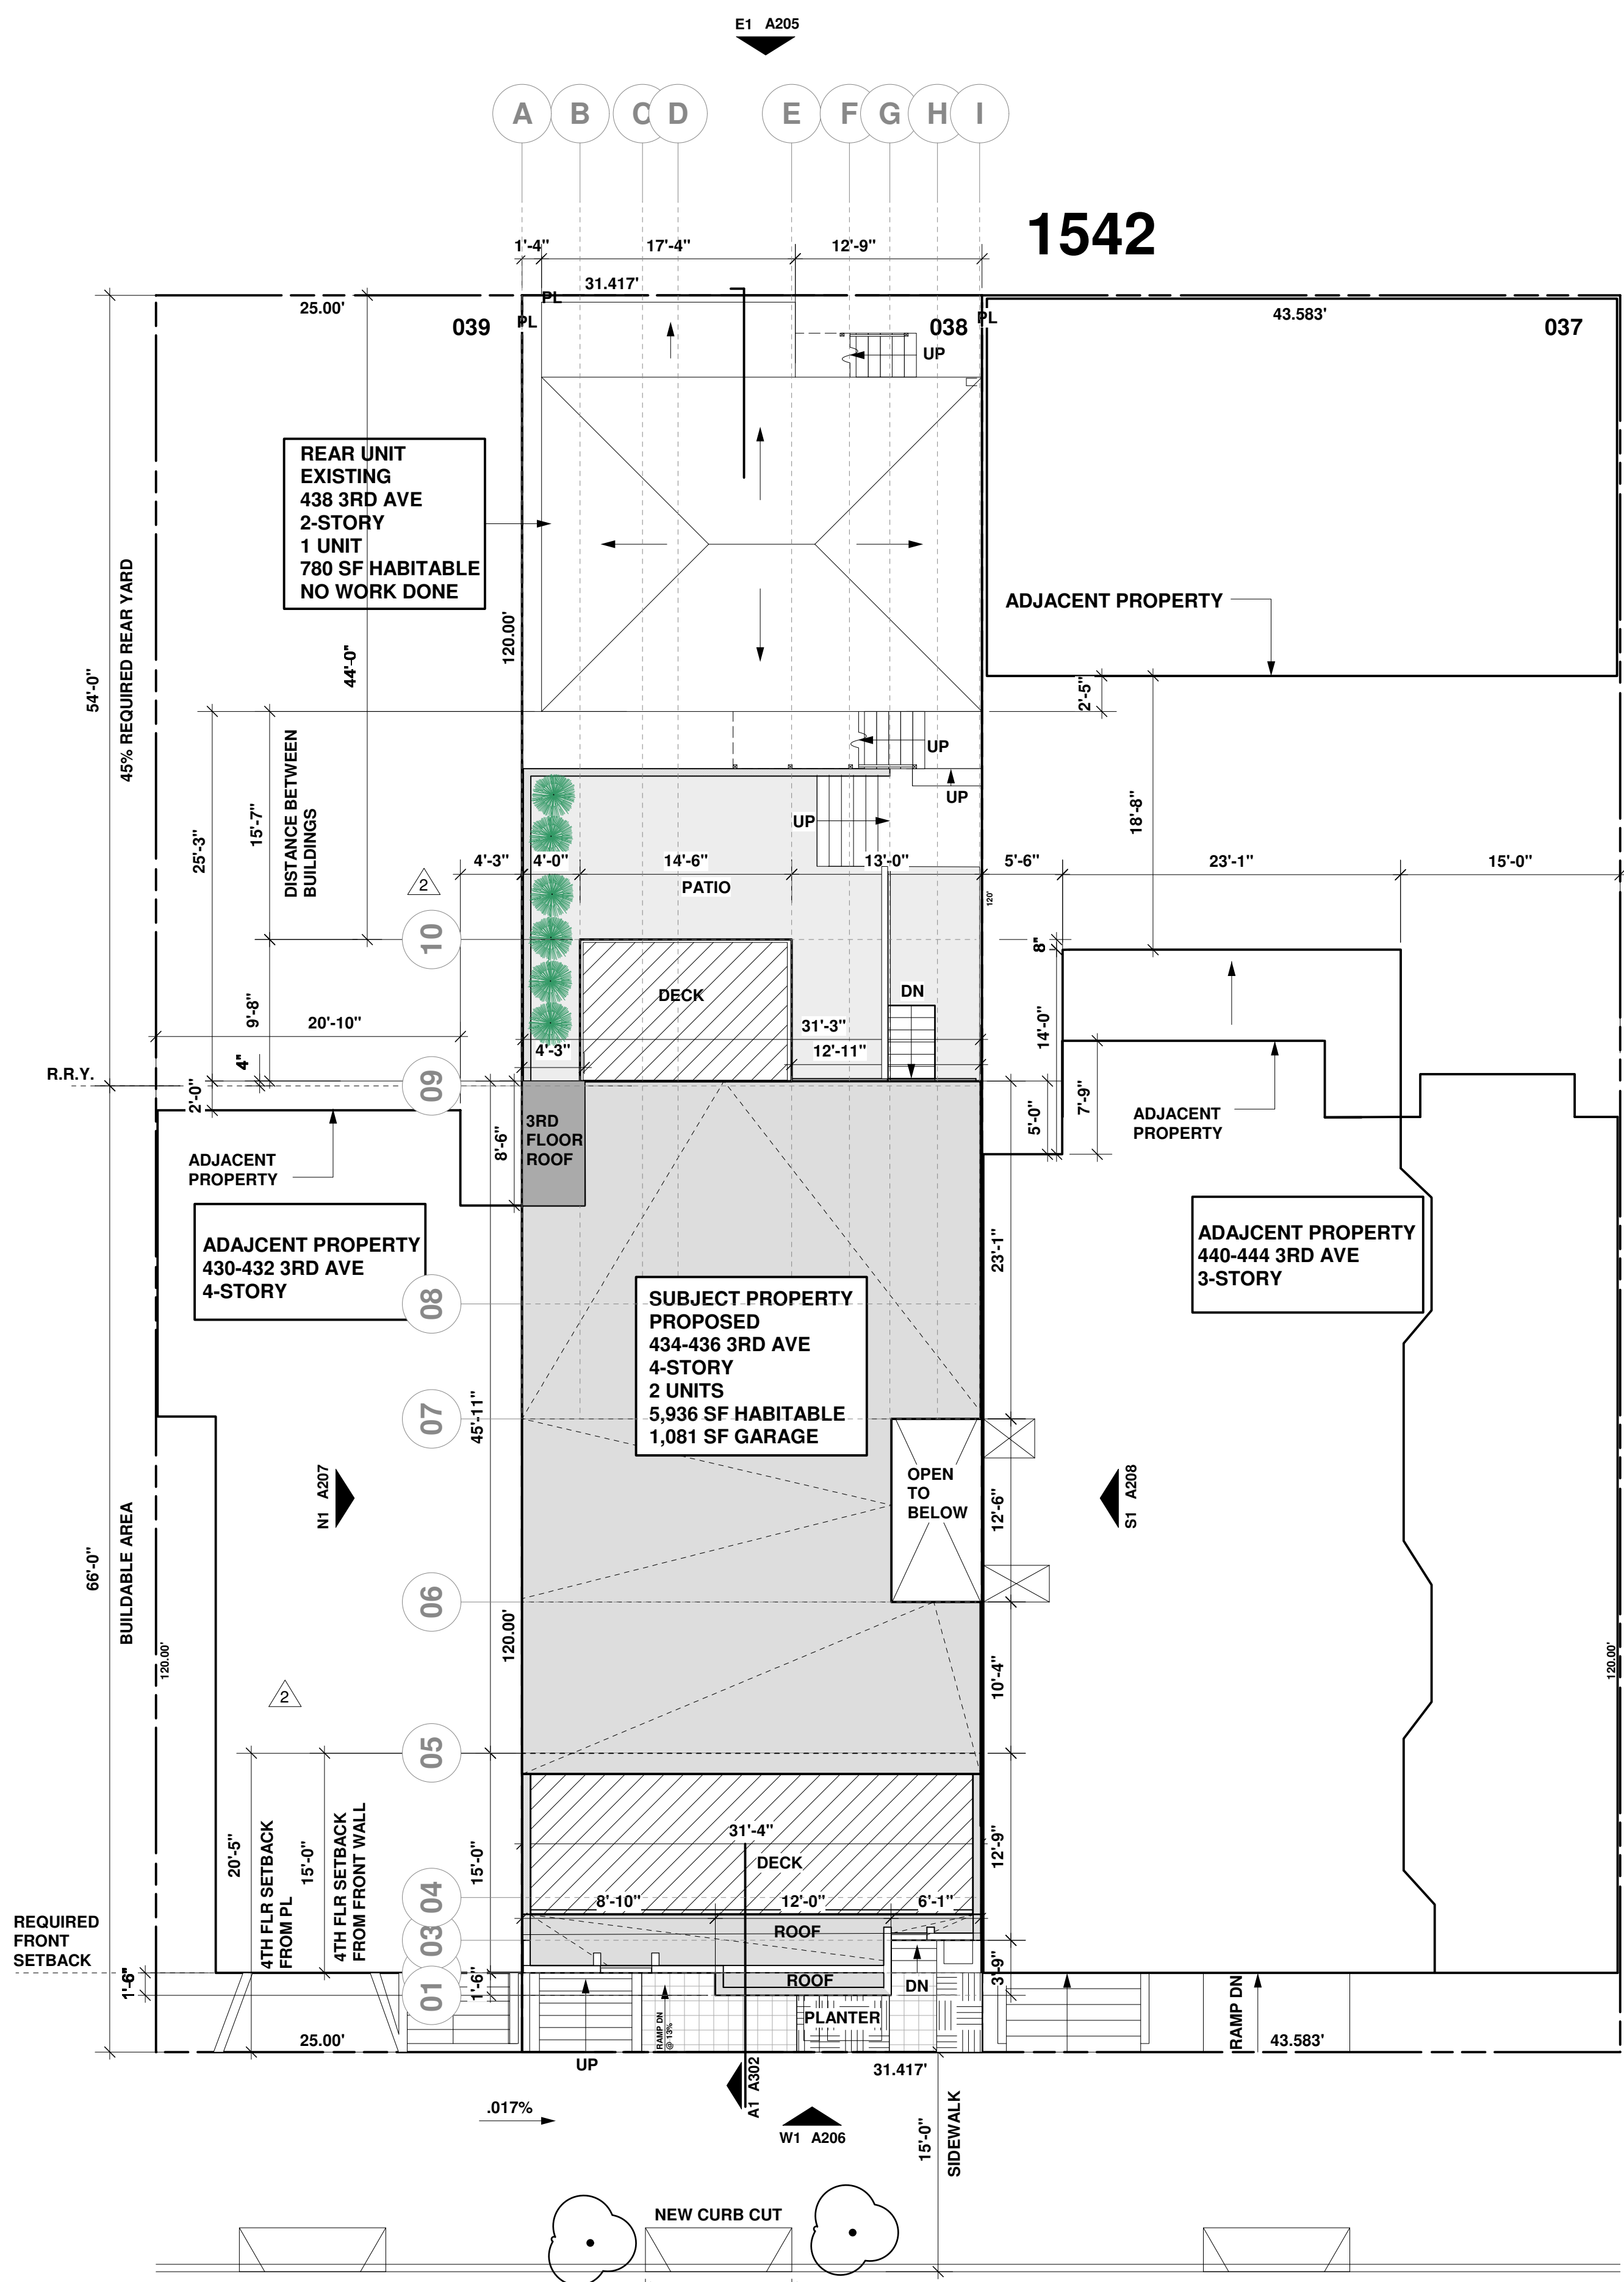 E1 A205
A B C D E F G H I
1542
1'-4" 17'-4" 12'-9"
31.417'
PL
25.00'
PL
039
038
PL
43.583'
037
UP
REAR UNIT
EXISTING
438 3RD AVE
2-STORY
1 UNIT
780 SF HABITABLE
NO WORK DONE
ADJACENT PROPERTY
120.00'
44'-0"
54'-0"
45% REQUIRED REAR YARD
2'-5"
UP
UP
UP
DISTANCE BETWEEN
BUILDINGS
15'-7"
25'-3"
18'-8"
4'-3" 4'-0" 14'-6" 13'-0" 5'-6" 23'-1" 15'-0"
PATIO
2
120'
10
8"
DECK
DN
9'-8"
20'-10"
31'-3"
14'-0"
4'-3"
12'-11"
4"
R.R.Y.
09
2'-0"
7'-9"
5'-0"
3RD
FLOOR
ROOF
8'-6"
ADJACENT
PROPERTY
ADJACENT
PROPERTY
ADAJCENT PROPERTY
430-432 3RD AVE
4-STORY
23'-1"
ADAJCENT PROPERTY
440-444 3RD AVE
3-STORY
08
SUBJECT PROPERTY
PROPOSED
434-436 3RD AVE
4-STORY
2 UNITS
5,936 SF HABITABLE
1,081 SF GARAGE
07
45'-11"
OPEN
TO
BELOW
N1 A207
12'-6"
S1 A208
66'-0"
BUILDABLE AREA
06
120.00'
120.00'
10'-4"
120.00'
2
05
20'-5"
4TH FLR SETBACK
FROM PL
15'-0"
4TH FLR SETBACK
FROM FRONT WALL
15'-0"
31'-4"
12'-9"
DECK
04
8'-10" 12'-0" 6'-1"
REQUIRED
FRONT
SETBACK
03
ROOF
3'-9"
1'-6"
01
1'-6"
ROOF
DN
RAMP DN
@ 13%
PLANTER
RAMP DN
25.00'
43.583'
UP
31.417'
A1 A302
.017%
W1 A206
15'-0"
SIDEWALK
NEW CURB CUT